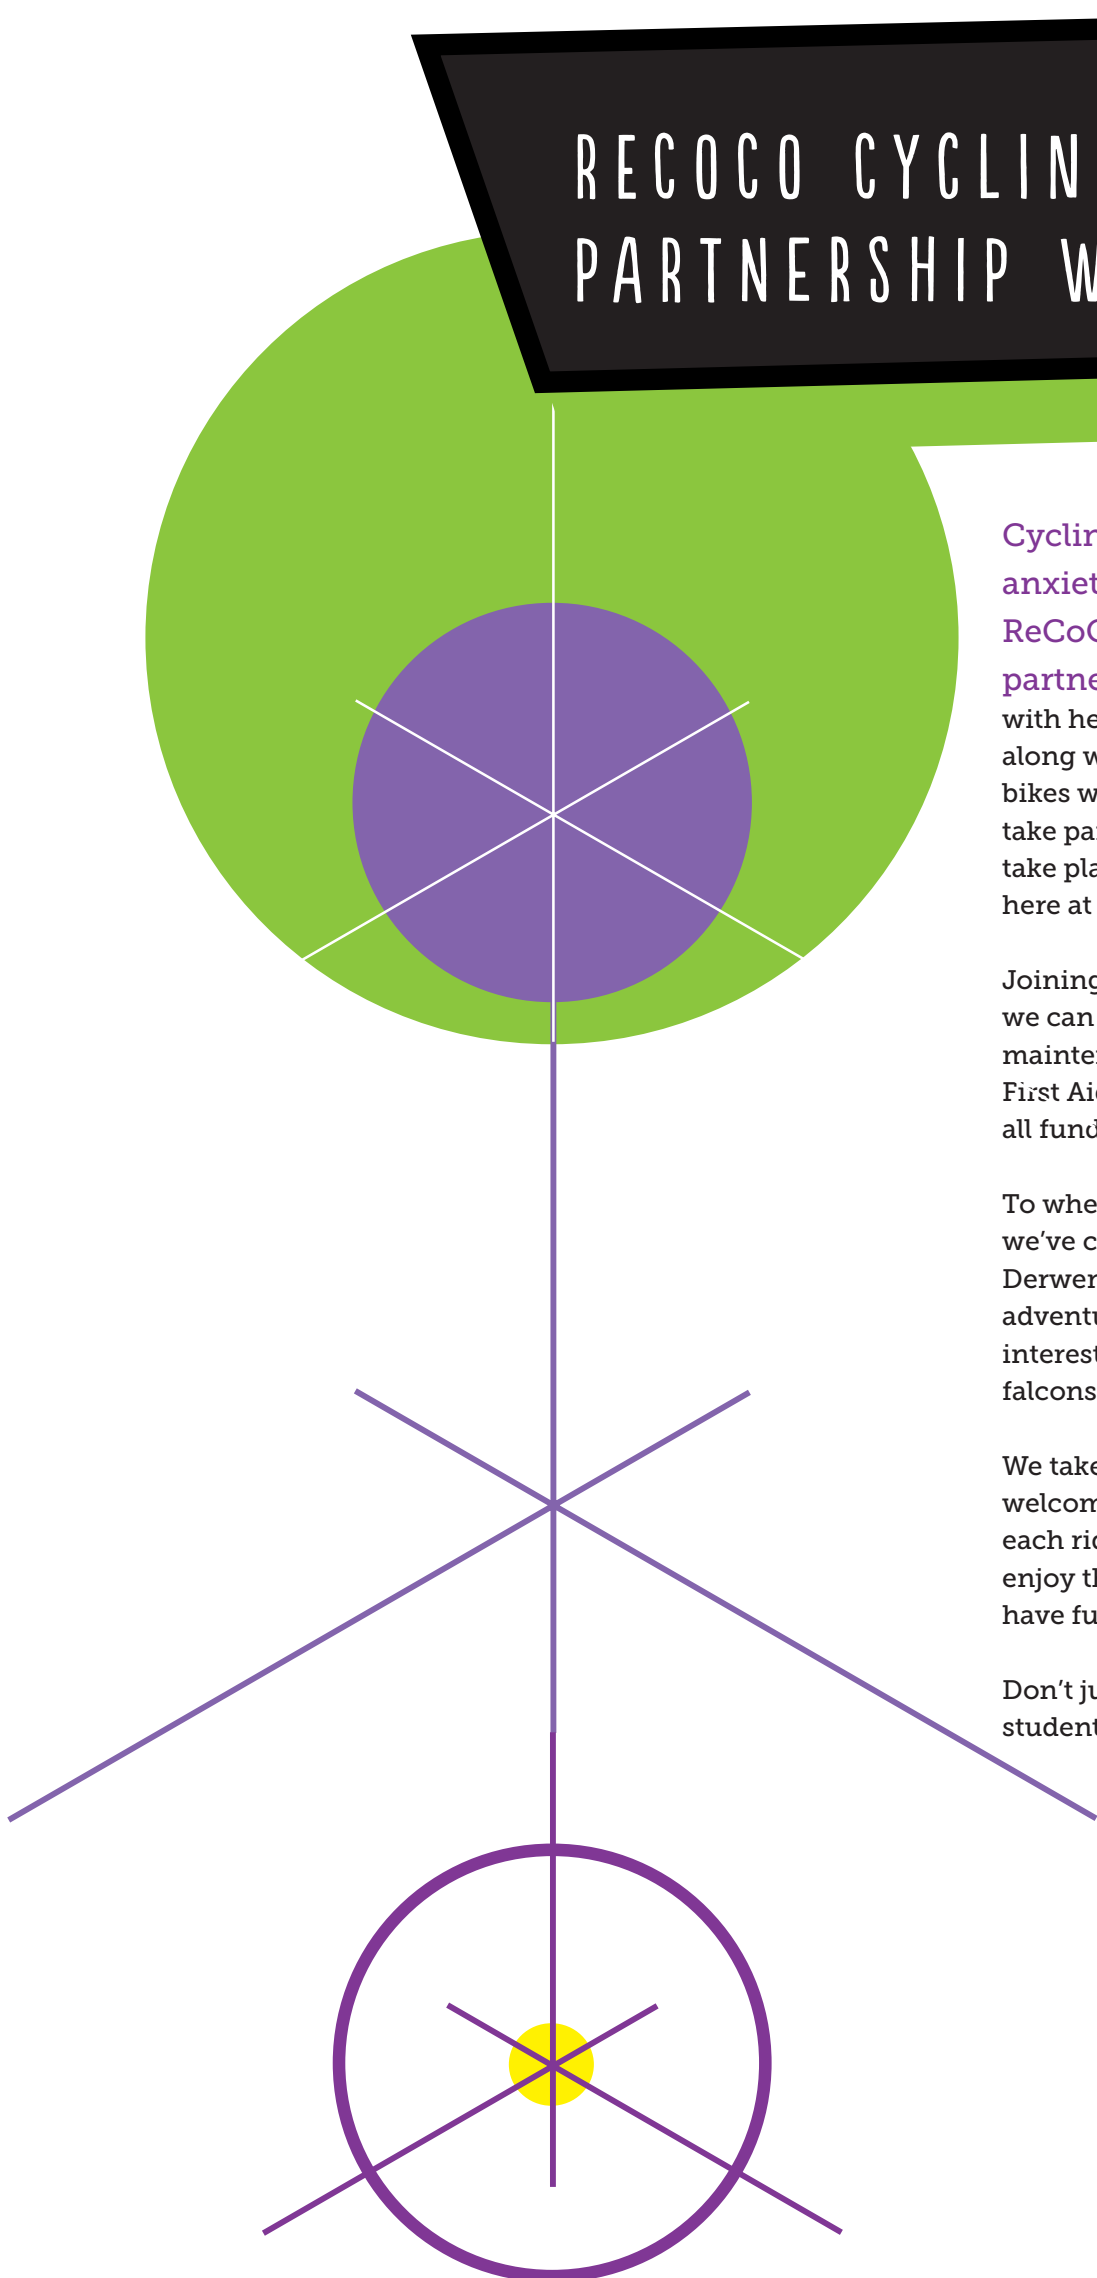 RECOCO CYCLIN
PARTNERSHIP W
Cyclin
anxiet
ReCoC
partne
with he
along w
bikes w
take pa
take pla
here at
Joining
we can
mainte
First Ai
all fund
To whe
we've c
Derwen
adventu
interest
falcons
We take
welcom
each rid
enjoy th
have fu
Don't ju
student